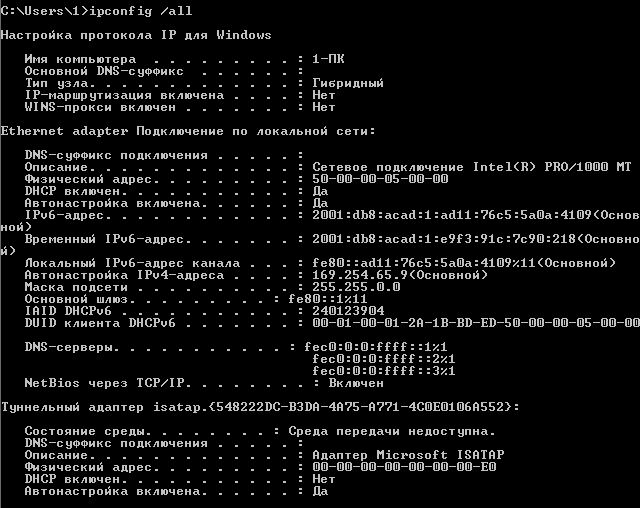 C:\Users\1>ipconfig /all
Настройка протокола IP для Windows
Имя компьютера . . . . . . . . . : 1-ПК
Основной DNS-суффикс . . . . . . :
Тип узла. . . . . . . . . . . . . : Гибридный
IP-маршрутизация включена . . . . : Нет
WINS-прокси включен . . . . . . . : Нет
Ethernet adapter Подключение по локальной сети:
DNS-суффикс подключения . . . . . :
Описание. . . . . . . . . . . . . : Сетевое подключение Intel(R) PRO/1000 MT
Физический адрес. . . . . . . . . : 50-00-00-05-00-00
DHCP включен. . . . . . . . . . . : Да
Автонастройка включена. . . . . . : Да
IPv6-адрес. . . . . . . . . . . . : 2001:db8:acad:1:ad11:76c5:5a0a:4109(Основ
ной)
Временный IPv6-адрес. . . . . . . : 2001:db8:acad:1:e9f3:91c:7c90:218(Основно
й)
Локальный IPv6-адрес канала . . . : fe80::ad11:76c5:5a0a:4109%11(Основной)
Автонастройка IPv4-адреса . . . . : 169.254.65.9(Основной)
Маска подсети . . . . . . . . . . : 255.255.0.0
Основной шлюз. . . . . . . . . : fe80::1%11
IAID DHCPv6 . . . . . . . . . . . : 240123904
DUID клиента DHCPv6 . . . . . . . : 00-01-00-01-2A-1B-BD-ED-50-00-00-05-00-00
DNS-серверы. . . . . . . . . . . : fec0:0:0:ffff::1%1
fec0:0:0:ffff::2%1
fec0:0:0:ffff::3%1
NetBios через TCP/IP. . . . . . . . : Включен
Туннельный адаптер isatap.{548222DC-B3DA-4A75-A771-4C0E0106A552}:
Состояние среды. . . . . . . . : Среда передачи недоступна.
DNS-суффикс подключения . . . . . :
Описание. . . . . . . . . . . . . : Адаптер Microsoft ISATAP
Физический адрес. . . . . . . . . : 00-00-00-00-00-00-00-E0
DHCP включен. . . . . . . . . . . : Нет
Автонастройка включена. . . . . . : Да